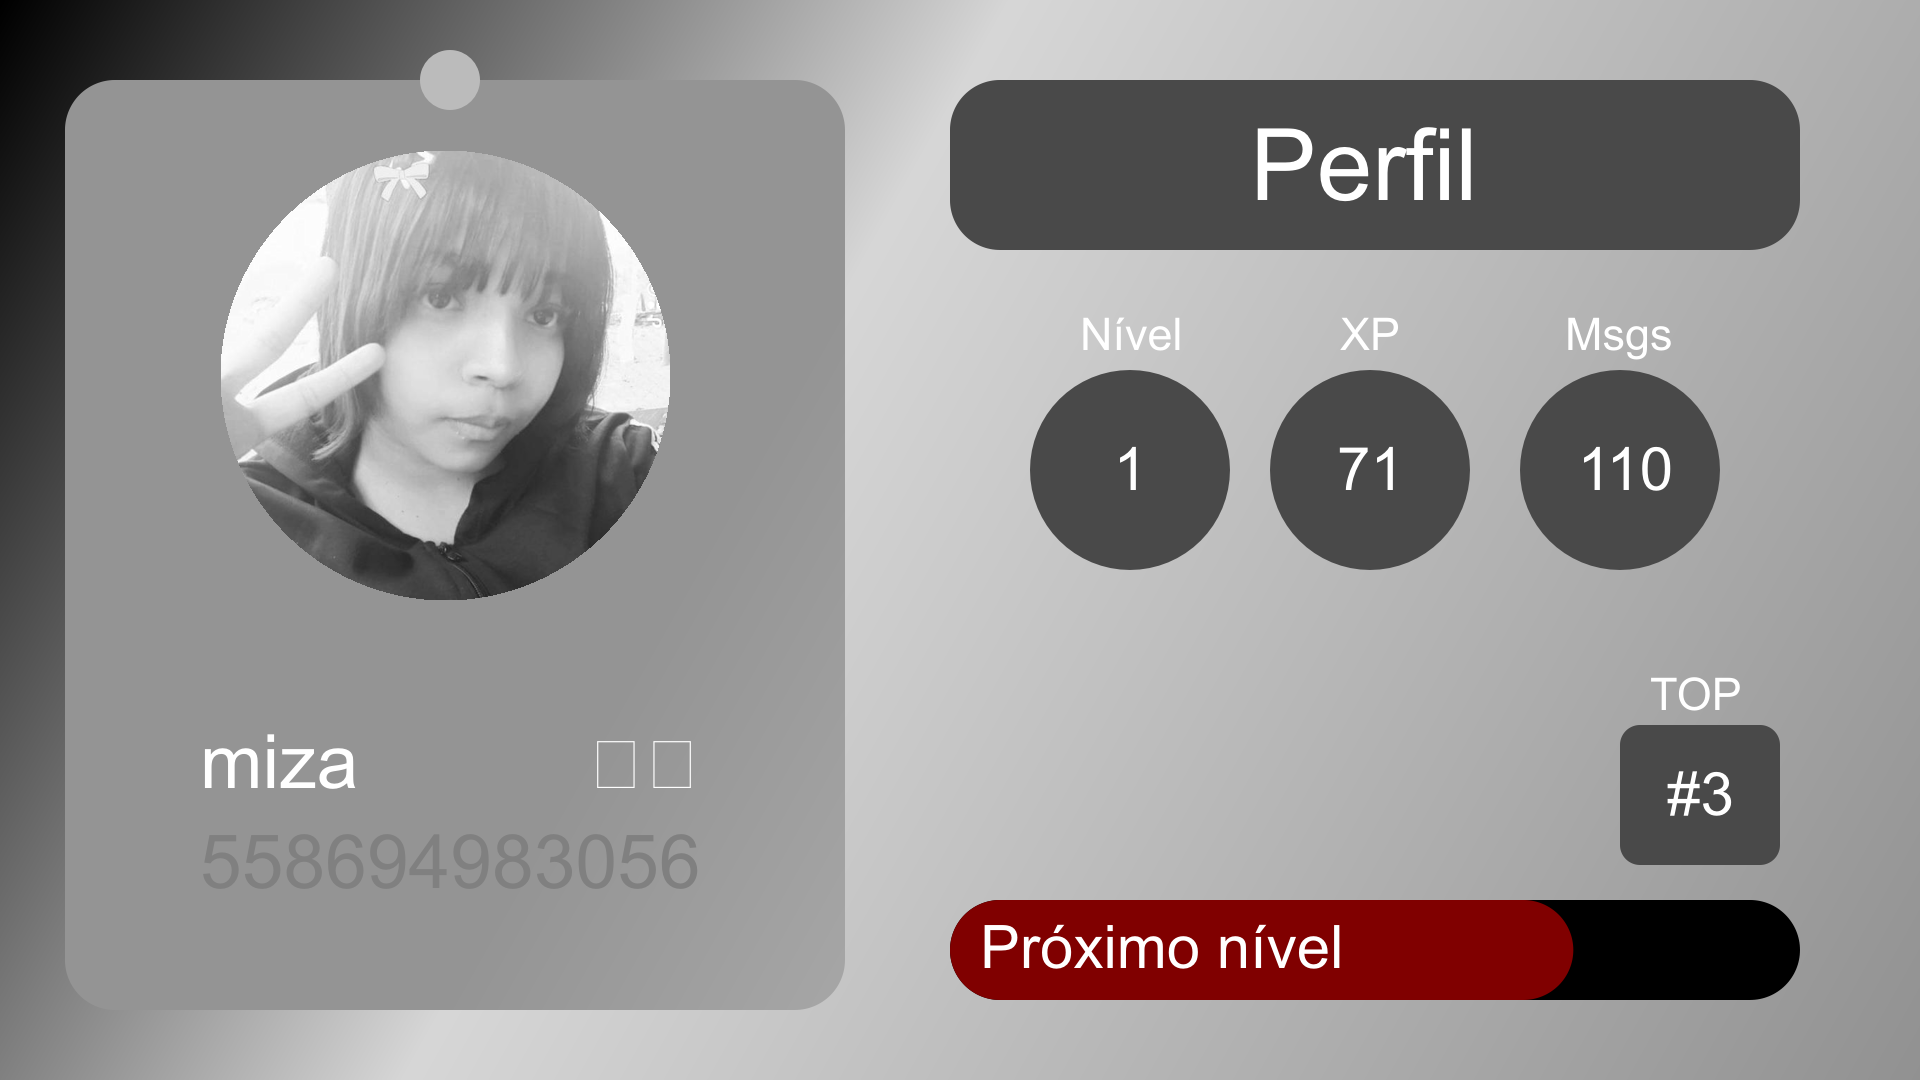 Perfil
Nível XP Msgs
1 71 110
TOP
#3
miza
558694983056
Próximo nível